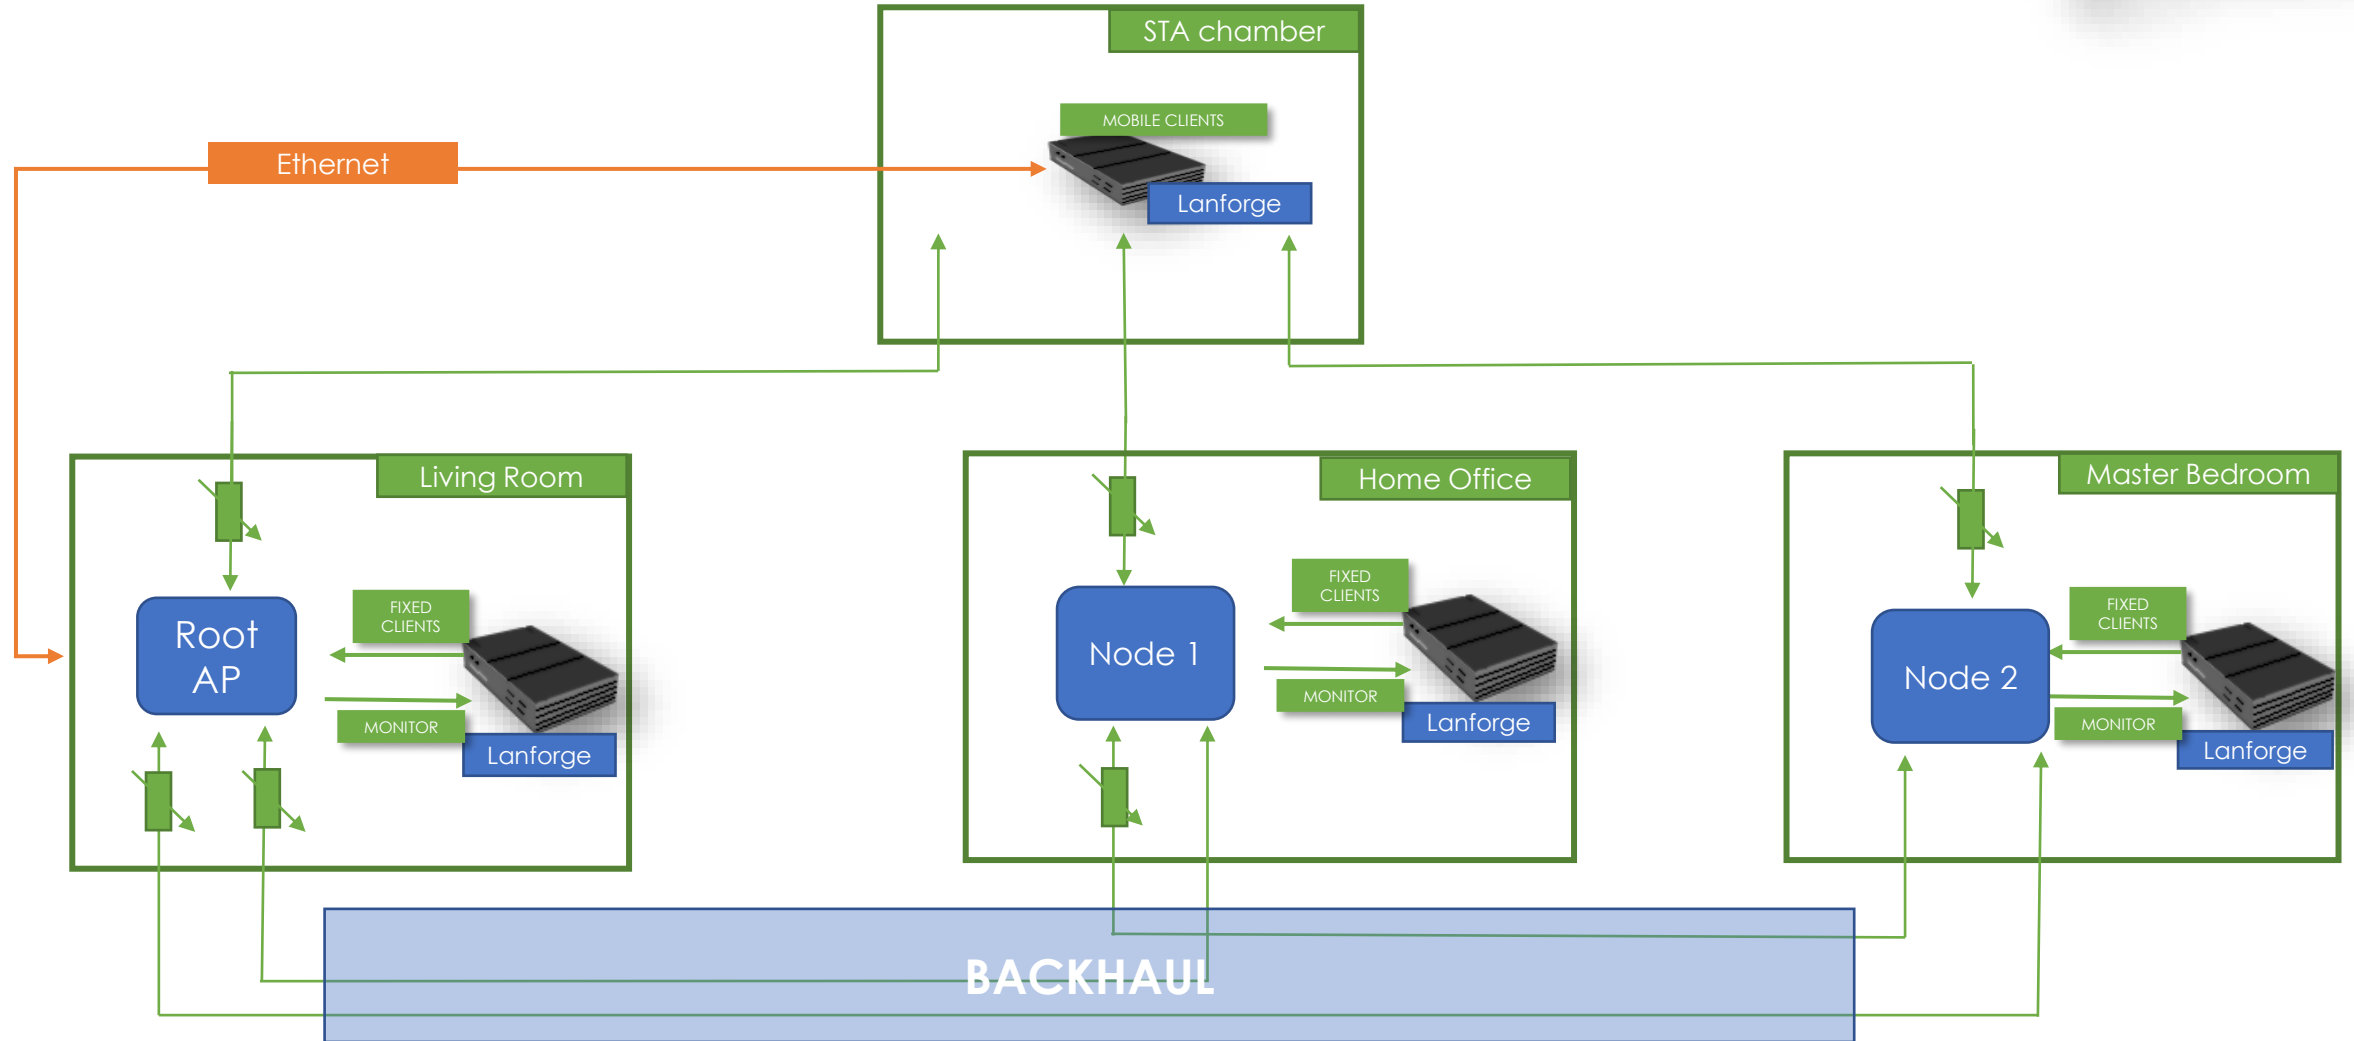 STA chamber
MOBILE CLIENTS
Ethernet
Lanforge
Living Room
Home Office
Master Bedroom
Root
AP
FIXED
CLIENTS
MONITOR
Lanforge
Node 1
FIXED
CLIENTS
MONITOR
Lanforge
Node 2
FIXED
CLIENTS
MONITOR
Lanforge
BACKHAUL